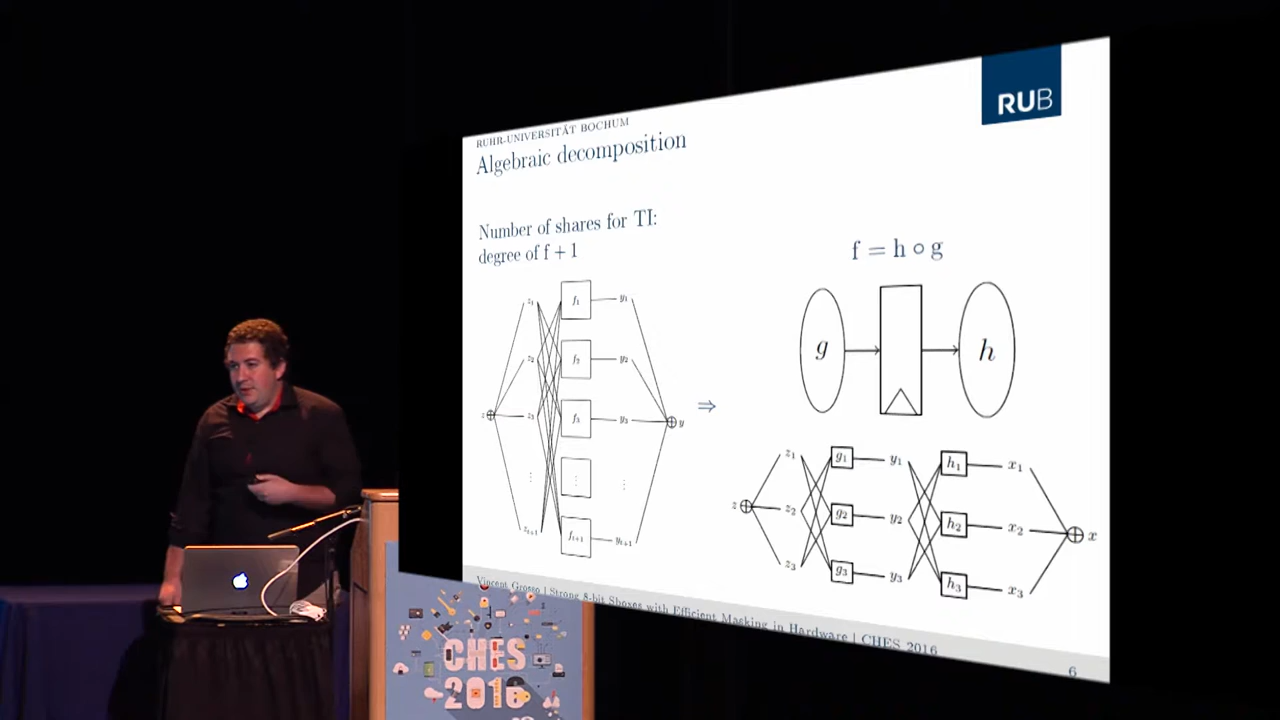 RUB
RUHR-UNIVERSITÄT BOCHUM
Algebraic decomposition
Number of shares for TI:
degree of f + 1
f = h ∘ g
z1 f1 y1
z2 f2 y2
z ⊕ z3 f3 y3 ⊕ y
⋮ ⋮ ⋮
zt+1 ft+1 yt+1
⇒
g h
z1 g1 y1 h1 x1
z ⊕ z2 g2 y2 h2 x2 ⊕ x
z3 g3 y3 h3 x3
Vincent Grosso | Strong 8-bit Sboxes with Efficient Masking in Hardware | CHES 2016
6
CHES
2016